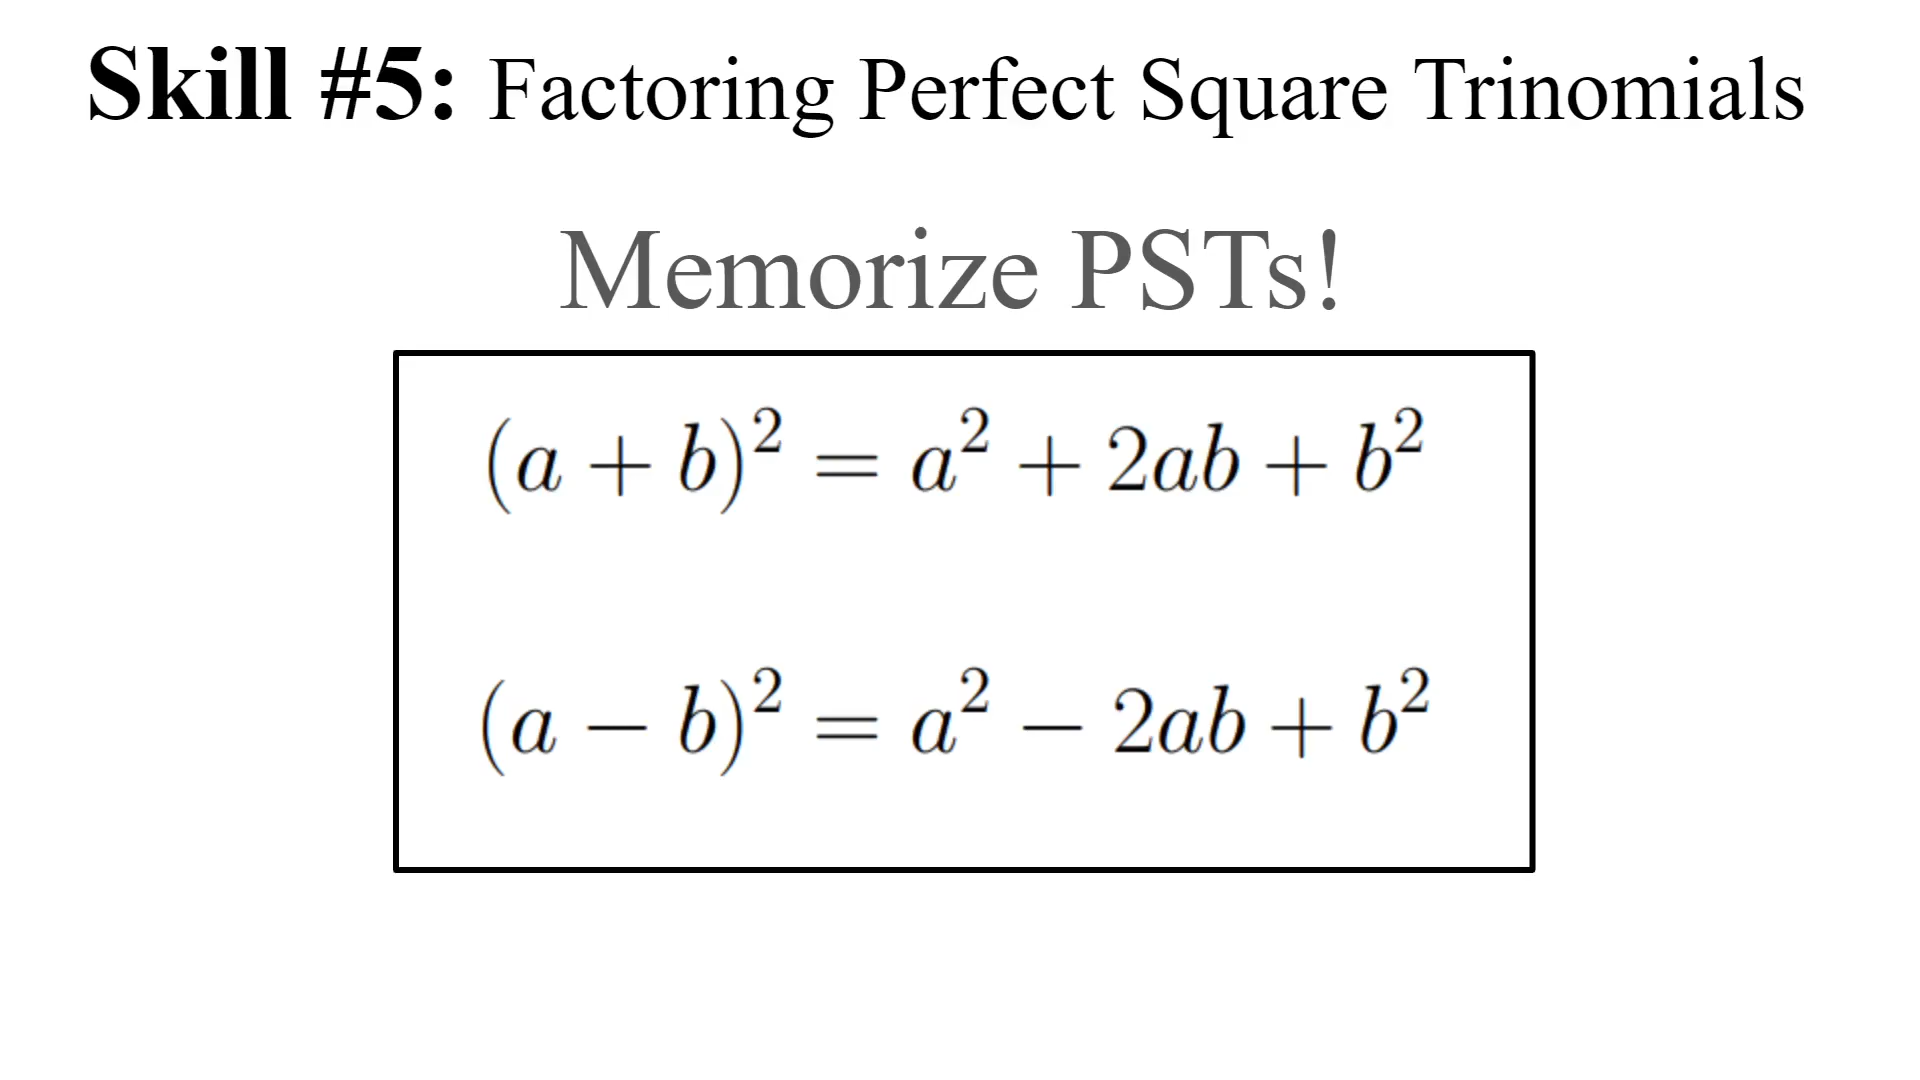 Skill #5: Factoring Perfect Square Trinomials
Memorize PSTs!
(a + b)² = a² + 2ab + b²
(a − b)² = a² − 2ab + b²